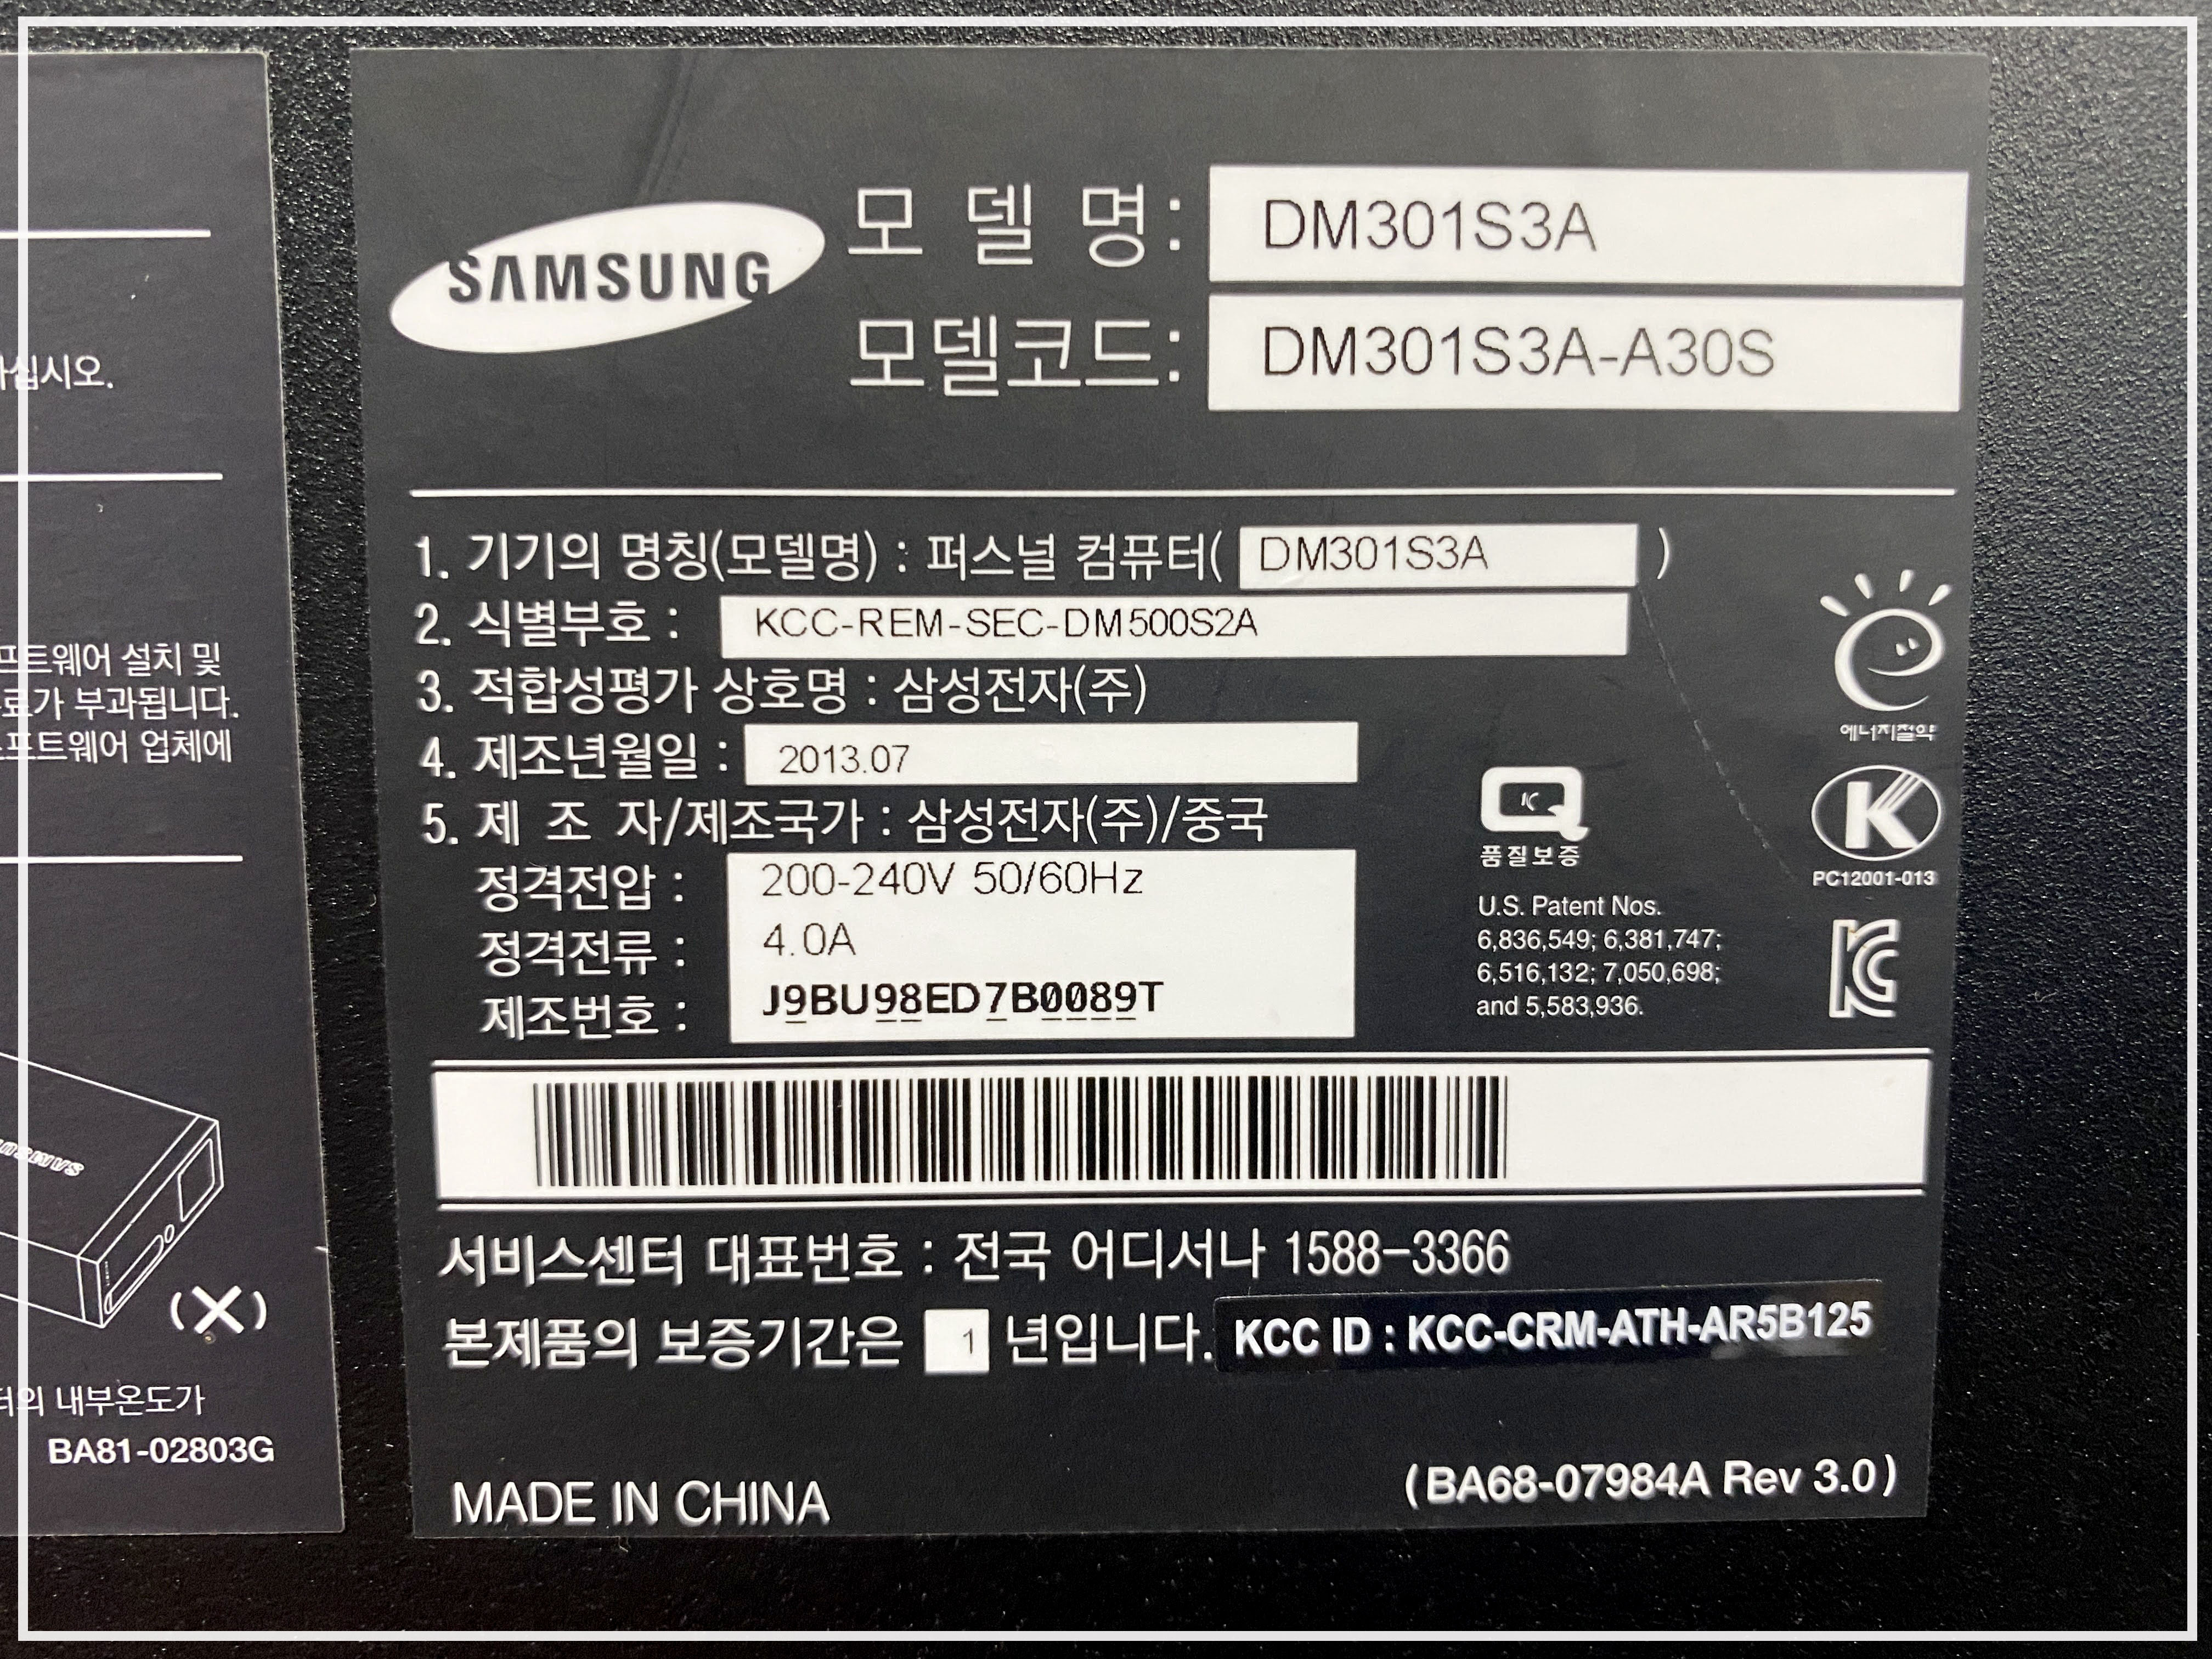 십시오.
프트웨어 설치 및
료가 부과됩니다.
소프트웨어 업체에
SAMSUNG
(X)
터의 내부온도가
BA81-02803G
SAMSUNG
모 델 명: DM301S3A
모델코드: DM301S3A-A30S
1. 기기의 명칭(모델명) : 퍼스널 컴퓨터( DM301S3A )
2. 식별부호 : KCC-REM-SEC-DM500S2A
3. 적합성평가 상호명 : 삼성전자(주)
4. 제조년월일 : 2013.07
5. 제 조 자/제조국가 : 삼성전자(주)/중국
정격전압 : 200-240V 50/60Hz
정격전류 : 4.0A
제조번호 : J9BU98ED7B0089T
에너지절약
품질보증
PC12001-013
U.S. Patent Nos.
6,836,549; 6,381,747;
6,516,132; 7,050,698;
and 5,583,936.
서비스센터 대표번호 : 전국 어디서나 1588-3366
본제품의 보증기간은 1 년입니다. KCC ID : KCC-CRM-ATH-AR5B125
MADE IN CHINA
(BA68-07984A Rev 3.0)